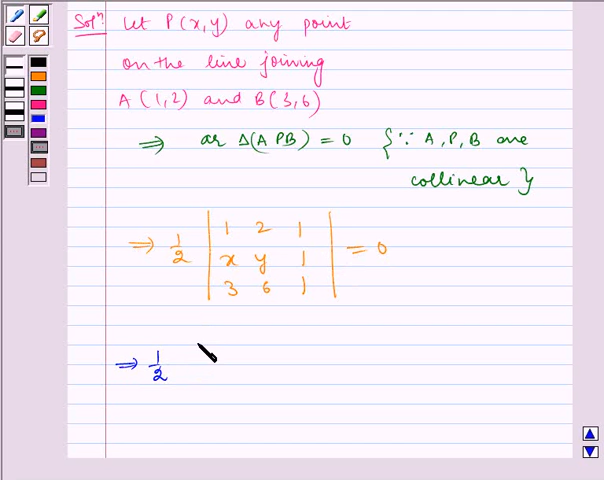 Solⁿ Let P(x,y) any point
on the line joining
A (1,2) and B(3,6)
⇒ ar Δ(APB) = 0 {∵ A, P, B are
collinear }
⇒ 1/2 | 1 2 1 |
| x y 1 | = 0
| 3 6 1 |
⇒ 1/2